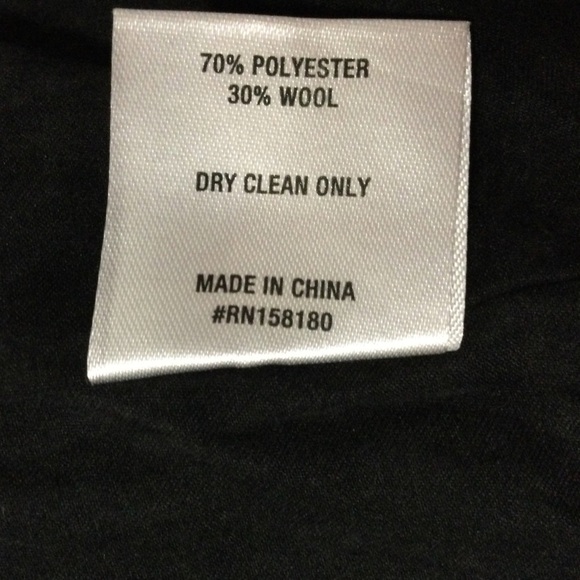 70% POLYESTER
30% WOOL
DRY CLEAN ONLY
MADE IN CHINA
#RN158180